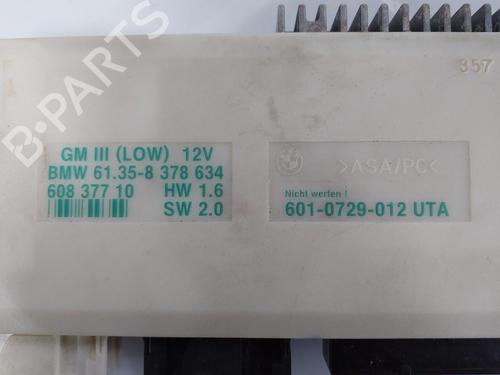 357
GM III (LOW) 12V
BMW 61.35-8 378 634
608 377 10 HW 1.6
SW 2.0
>ASA/PC<
Nicht werfen !
601-0729-012 UTA
B-PARTS